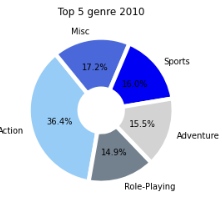 Top 5 genre 2010
Misc
17.2%
Sports
16.0%
Action
36.4%
15.5%
Adventure
14.9%
Role-Playing